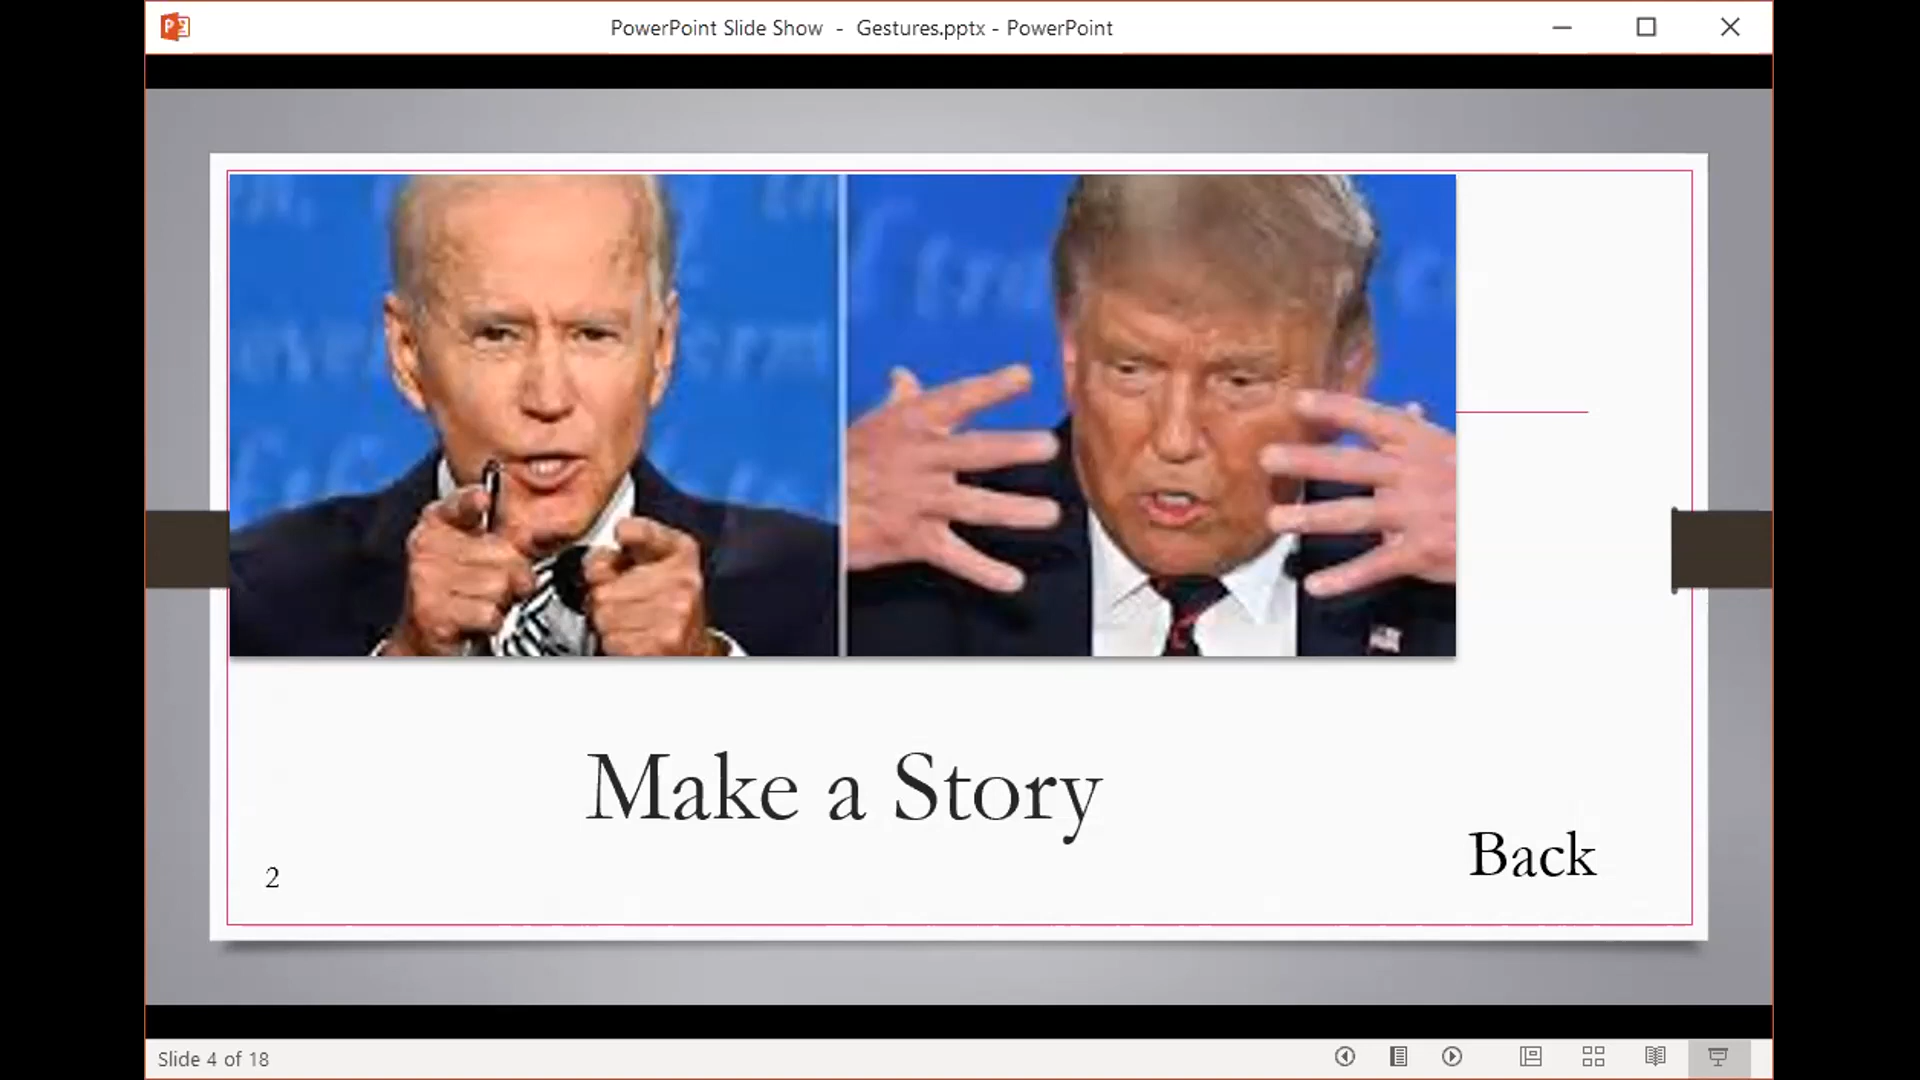 PowerPoint Slide Show - Gestures.pptx - PowerPoint
Make a Story
Back
2
Slide 4 of 18